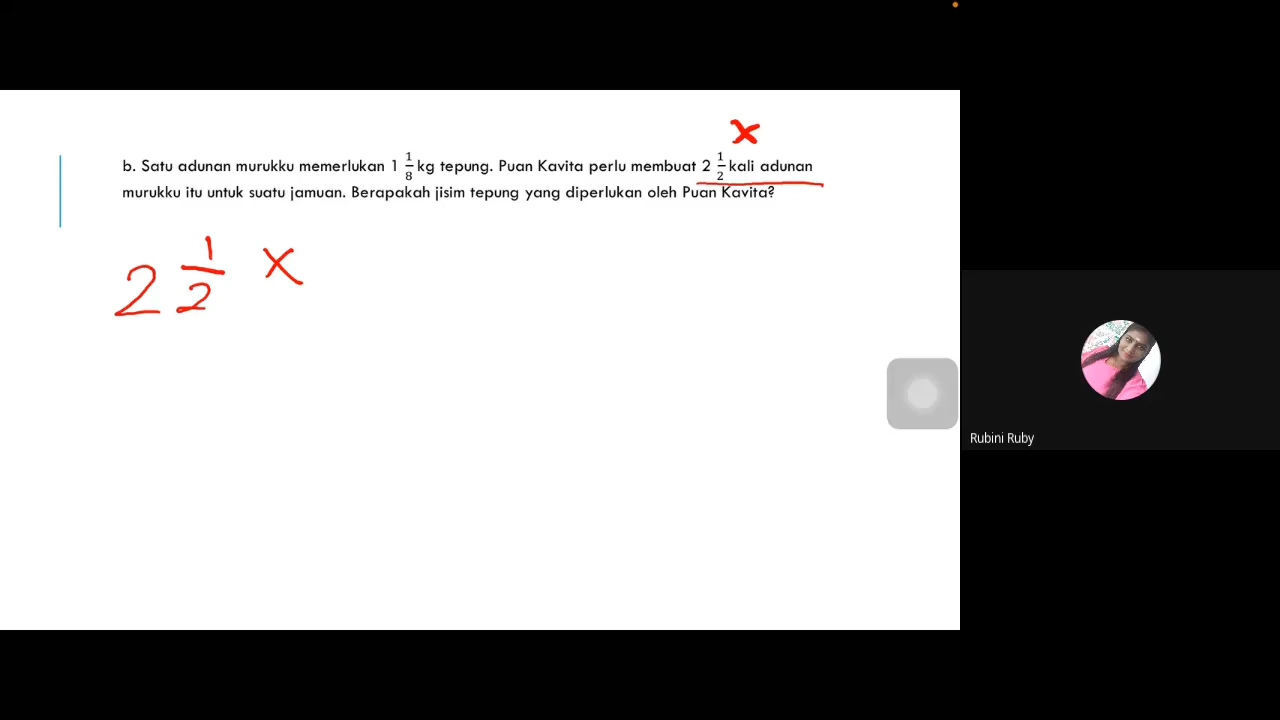 x
b. Satu adunan murukku memerlukan 1 1/8 kg tepung. Puan Kavita perlu membuat 2 1/2 kali adunan
murukku itu untuk suatu jamuan. Berapakah jisim tepung yang diperlukan oleh Puan Kavita?
2 1/2 x
Rubini Ruby